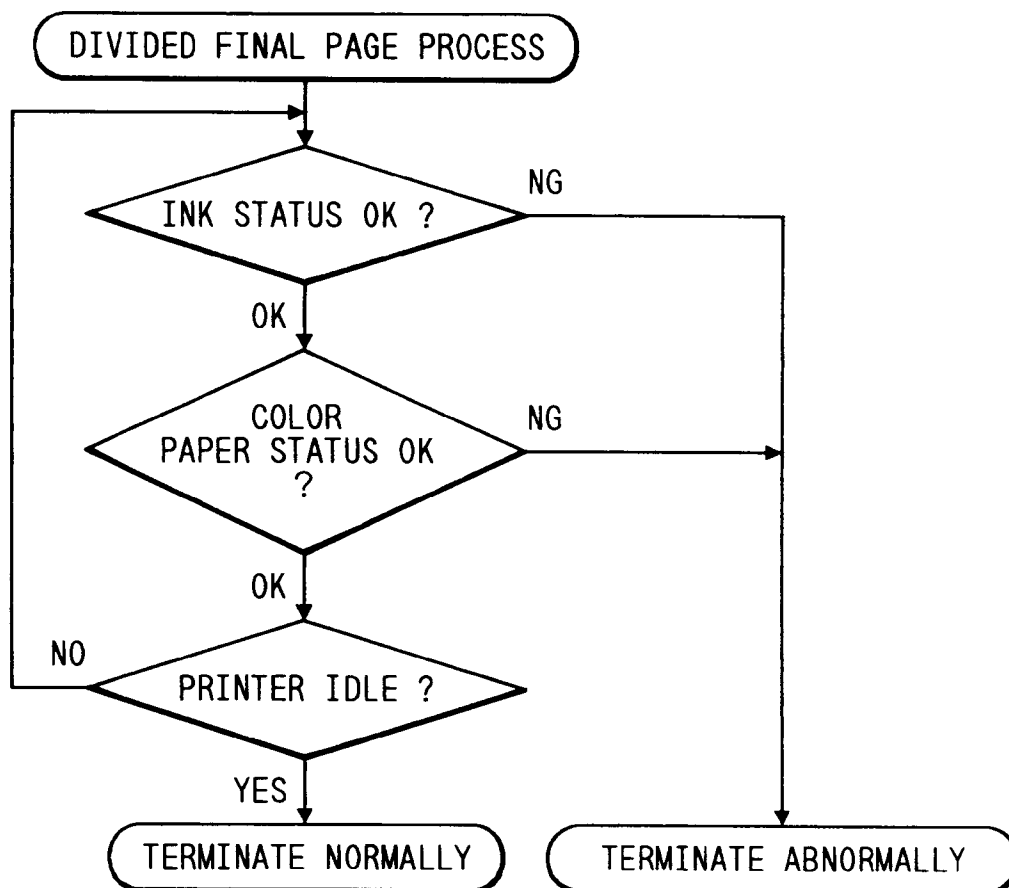 DIVIDED FINAL PAGE PROCESS
INK STATUS OK ?
NG
OK
COLOR
PAPER STATUS OK
?
NG
OK
PRINTER IDLE ?
NO
YES
TERMINATE NORMALLY
TERMINATE ABNORMALLY